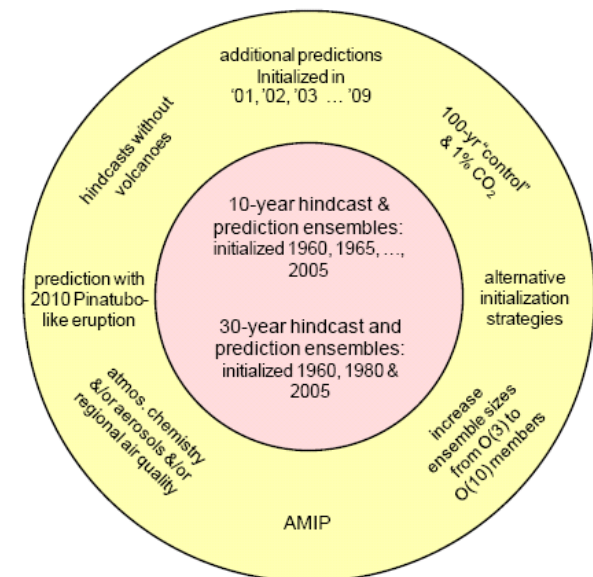 additional predictions
Initialized in
‘01, ’02, ’03 … ’09
hindcasts without
volcanoes
100-yr “control”
& 1% CO₂
10-year hindcast &
prediction ensembles:
initialized 1960, 1965, …,
2005
prediction with
2010 Pinatubo-
like eruption
alternative
initialization
strategies
30-year hindcast and
prediction ensembles:
initialized 1960, 1980 &
2005
atmos. chemistry
&/or aerosols &/or
regional air quality
increase
ensemble sizes
from O(3) to
O(10) members
AMIP